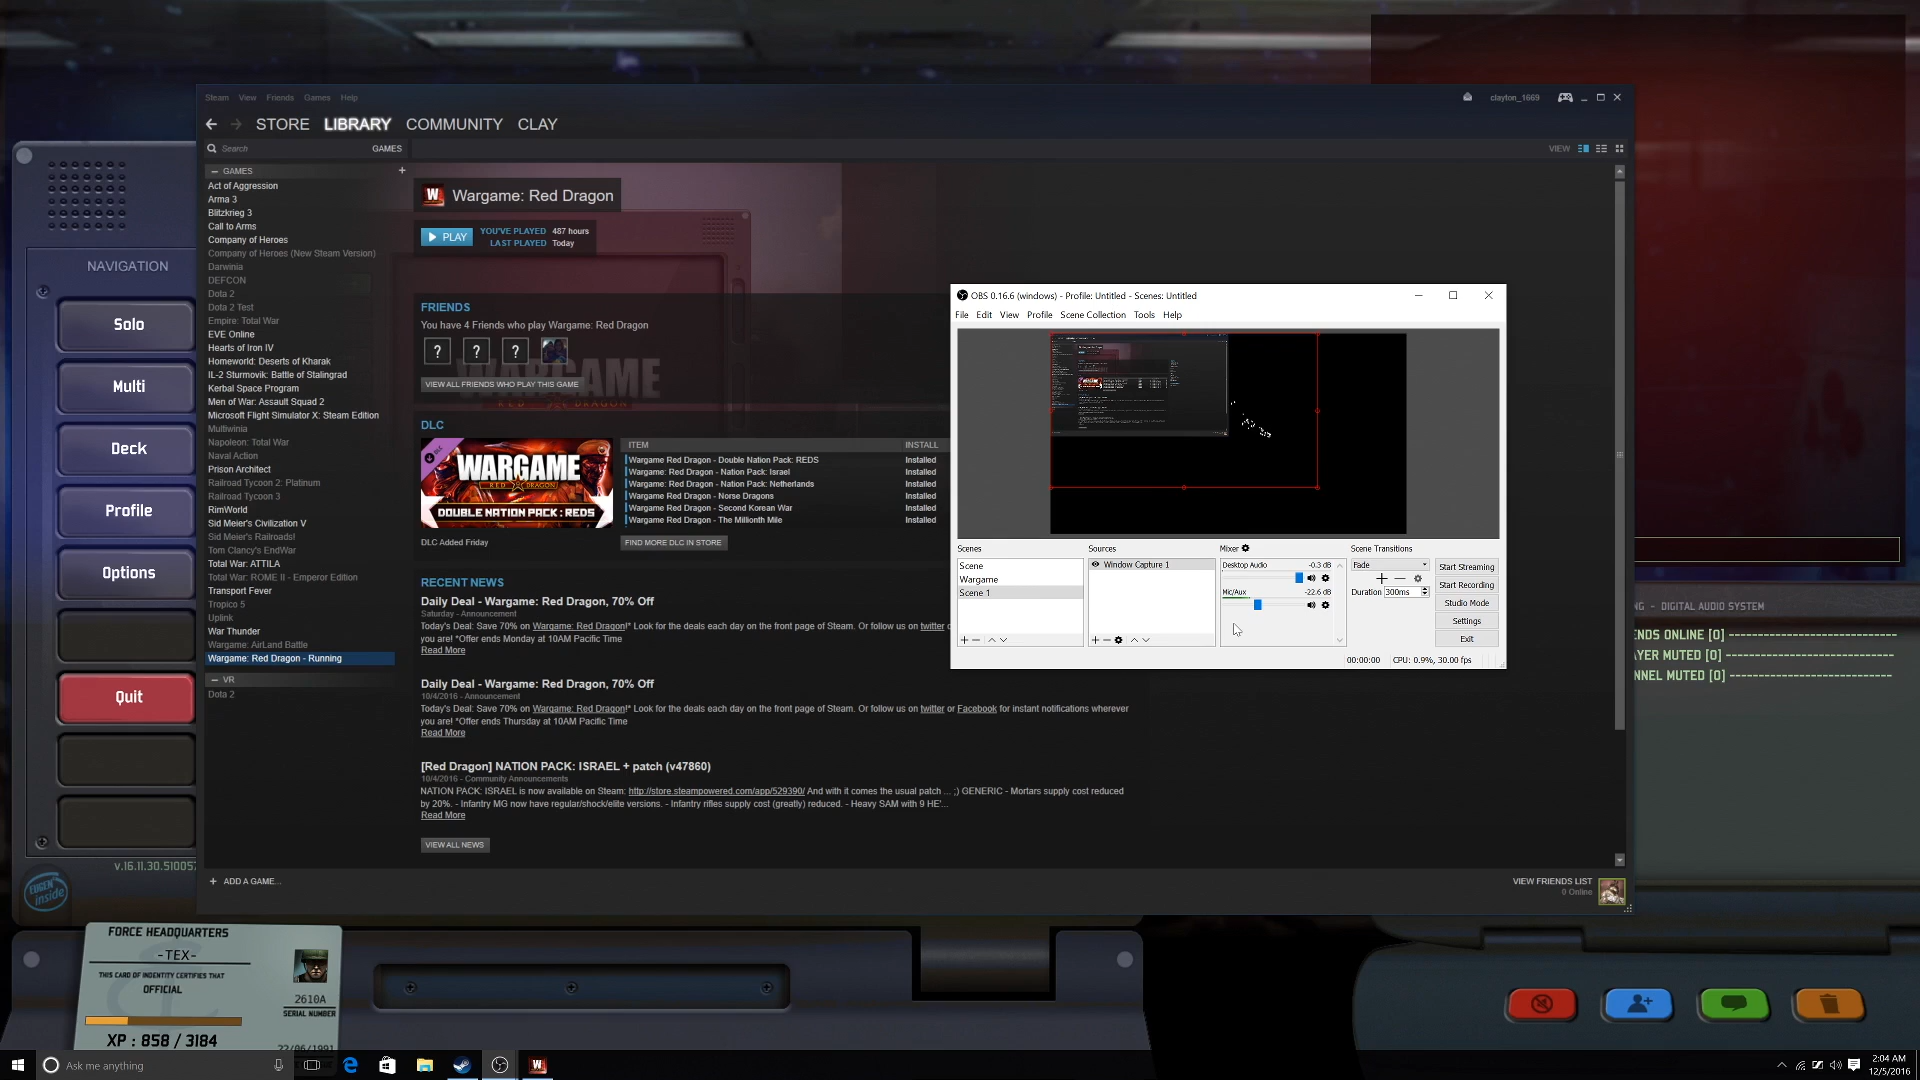 Steam View Friends Games Help
clayton_1669
STORE LIBRARY COMMUNITY CLAY
Search GAMES
VIEW
GAMES
Act of Aggression
Arma 3
Blitzkrieg 3
Call to Arms
Company of Heroes
Company of Heroes (New Steam Version)
Darwinia
DEFCON
Dota 2
Dota 2 Test
Empire: Total War
EVE Online
Hearts of Iron IV
Homeworld: Deserts of Kharak
IL-2 Sturmovik: Battle of Stalingrad
Kerbal Space Program
Men of War: Assault Squad 2
Microsoft Flight Simulator X: Steam Edition
Multiwinia
Napoleon: Total War
Naval Action
Prison Architect
Railroad Tycoon 2: Platinum
Railroad Tycoon 3
RimWorld
Sid Meier's Civilization V
Sid Meier's Railroads!
Tom Clancy's EndWar
Total War: ATTILA
Total War: ROME II - Emperor Edition
Transport Fever
Tropico 5
Uplink
War Thunder
Wargame: AirLand Battle
Wargame: Red Dragon - Running
VR
Dota 2
+ ADD A GAME...
W Wargame: Red Dragon
PLAY
YOU'VE PLAYED 487 hours
LAST PLAYED Today
FRIENDS
You have 4 Friends who play Wargame: Red Dragon
? ? ?
VIEW ALL FRIENDS WHO PLAY THIS GAME
WARGAME
RED DRAGON
DLC
DLC
WARGAME
RED DRAGON
DOUBLE NATION PACK: REDS
DLC Added Friday
ITEM INSTALL
Wargame Red Dragon - Double Nation Pack: REDS Installed
Wargame: Red Dragon - Nation Pack: Israel Installed
Wargame: Red Dragon - Nation Pack: Netherlands Installed
Wargame Red Dragon - Norse Dragons Installed
Wargame Red Dragon - Second Korean War Installed
Wargame Red Dragon - The Millionth Mile Installed
FIND MORE DLC IN STORE
RECENT NEWS
Daily Deal - Wargame: Red Dragon, 70% Off
Saturday - Announcement
Today's Deal: Save 70% on Wargame: Red Dragon!* Look for the deals each day on the front page of Steam. Or follow us on twitter o
you are! *Offer ends Monday at 10AM Pacific Time
Read More
Daily Deal - Wargame: Red Dragon, 70% Off
10/4/2016 - Announcement
Today's Deal: Save 70% on Wargame: Red Dragon!* Look for the deals each day on the front page of Steam. Or follow us on twitter or Facebook for instant notifications wherever
you are! *Offer ends Thursday at 10AM Pacific Time
Read More
[Red Dragon] NATION PACK: ISRAEL + patch (v47860)
10/4/2016 - Community Announcements
NATION PACK: ISRAEL is now available on Steam: http://store.steampowered.com/app/529390/ And with it comes the usual patch ... ;) GENERIC - Mortars supply cost reduced
by 20%. - Infantry MG now have regular/shock/elite versions. - Infantry rifles supply cost (greatly) reduced. - Heavy SAM with 9 HE'...
Read More
VIEW ALL NEWS
VIEW FRIENDS LIST
0 Online
OBS 0.16.6 (windows) - Profile: Untitled - Scenes: Untitled
File Edit View Profile Scene Collection Tools Help
Scenes
Scene
Wargame
Scene 1
Sources
Window Capture 1
Mixer
Desktop Audio -0.3 dB
Mic/Aux -22.6 dB
Scene Transitions
Fade
Duration 300ms
Start Streaming
Start Recording
Studio Mode
Settings
Exit
00:00:00 CPU: 0.9%, 30.00 fps
NAVIGATION
Solo
Multi
Deck
Profile
Options
Quit
v.16.11.30.510057
EUGEN
inside
FORCE HEADQUARTERS
-TEX-
THIS CARD OF INDENTITY CERTIFIES THAT
OFFICIAL
2610A
SERIAL NUMBER
XP : 858 / 3184
22/06/1991
NG - DIGITAL AUDIO SYSTEM
ENDS ONLINE [0] --------------------------
AYER MUTED [0] --------------------------
NNEL MUTED [0] --------------------------
Ask me anything
2:04 AM
12/5/2016